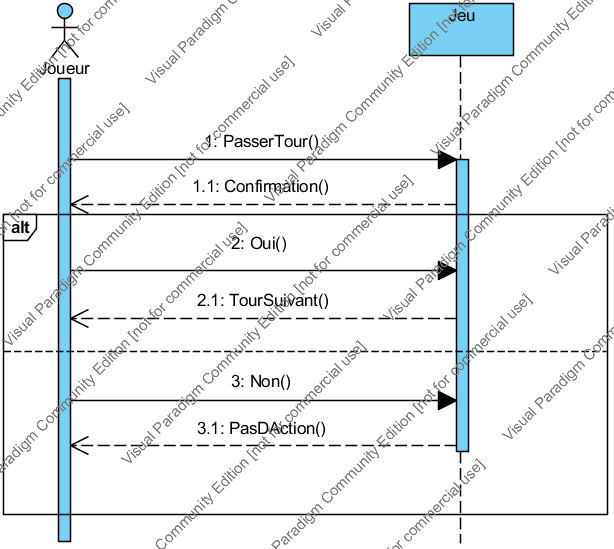 Joueur
Jeu
1: PasserTour()
1.1: Confirmation()
alt
2: Oui()
2.1: TourSuivant()
3: Non()
3.1: PasDAction()
Visual Paradigm Community Edition [not for commercial use]